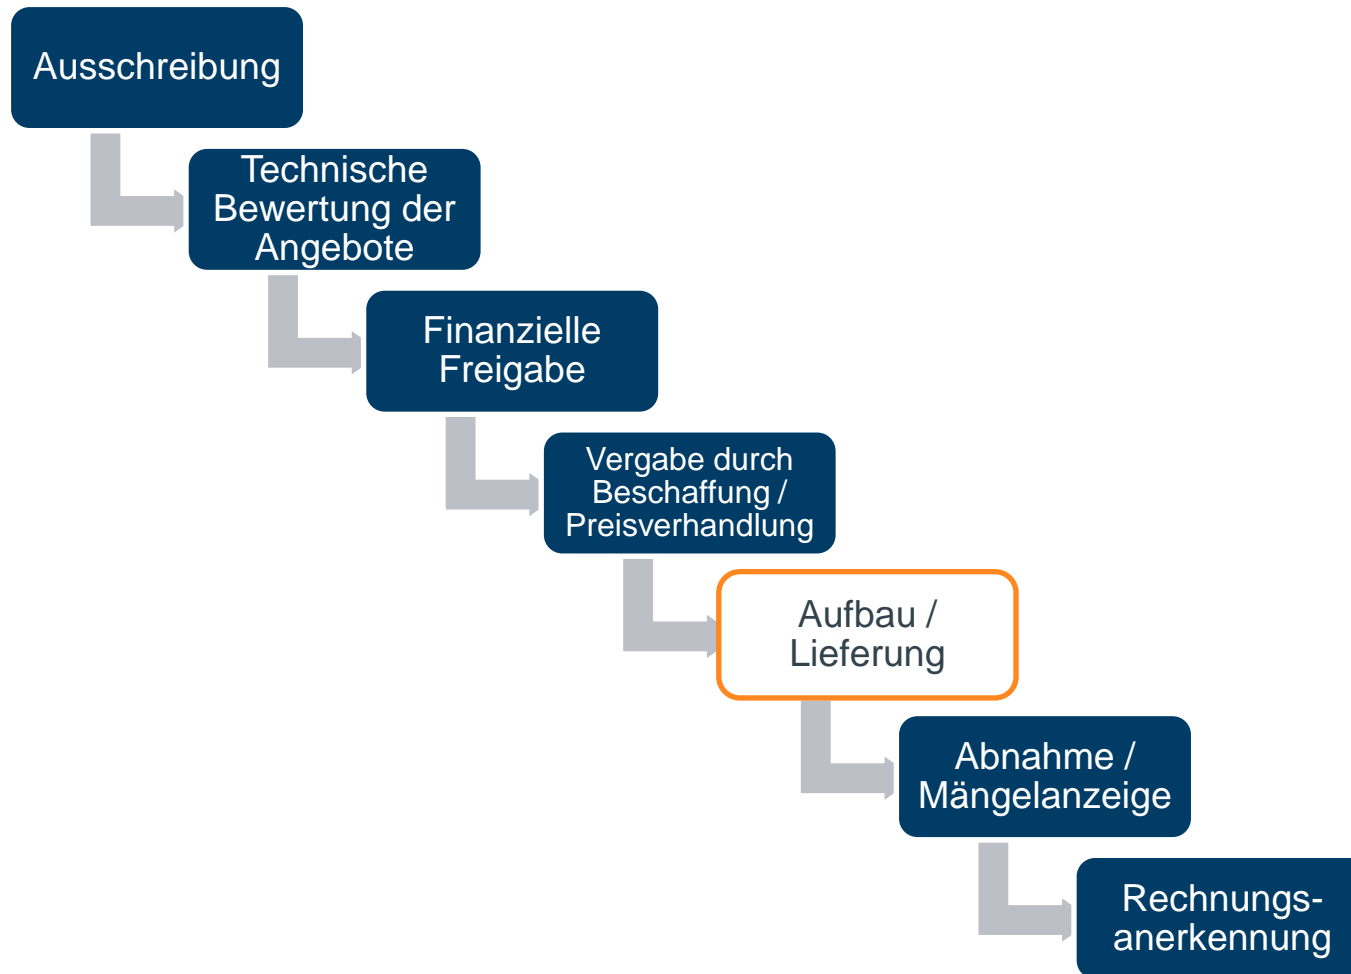 Ausschreibung
Technische
Bewertung der
Angebote
Finanzielle
Freigabe
Vergabe durch
Beschaffung /
Preisverhandlung
Aufbau /
Lieferung
Abnahme /
Mängelanzeige
Rechnungs-
anerkennung